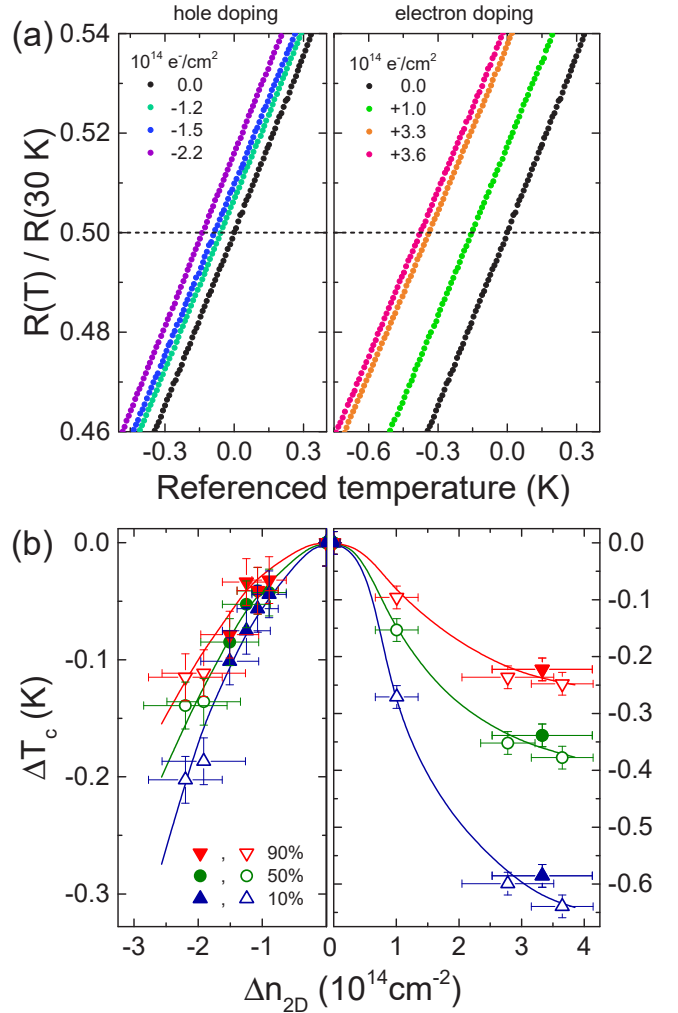 hole doping electron doping
(a)
0.54
0.52
0.50
0.48
0.46
R(T) / R(30 K)
10¹⁴ e⁻/cm²
0.0
-1.2
-1.5
-2.2
10¹⁴ e⁻/cm²
0.0
+1.0
+3.3
+3.6
-0.3 0.0 0.3 -0.6 -0.3 0.0 0.3
Referenced temperature (K)
(b)
0.0
-0.1
-0.2
-0.3
ΔT_c (K)
, 90%
, 50%
, 10%
0.0
-0.1
-0.2
-0.3
-0.4
-0.5
-0.6
-3 -2 -1 0 1 2 3 4
Δn_2D (10¹⁴cm⁻²)